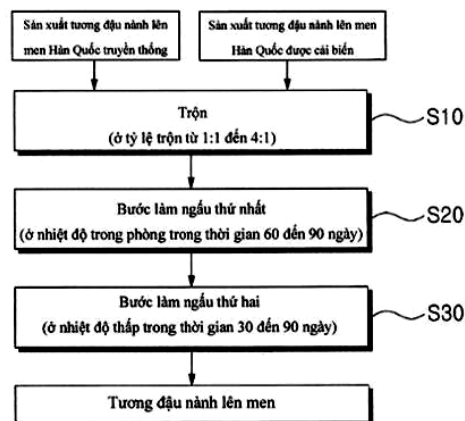 Sản xuất tương đậu nành lên
men Hàn Quốc truyền thống
Sản xuất tương đậu nành lên men
Hàn Quốc được cải biến
Trộn
(ở tỷ lệ trộn từ 1:1 đến 4:1)
S10
Bước làm ngấu thứ nhất
(ở nhiệt độ trong phòng trong thời gian 60 đến 90 ngày)
S20
Bước làm ngấu thứ hai
(ở nhiệt độ thấp trong thời gian 30 đến 90 ngày)
S30
Tương đậu nành lên men